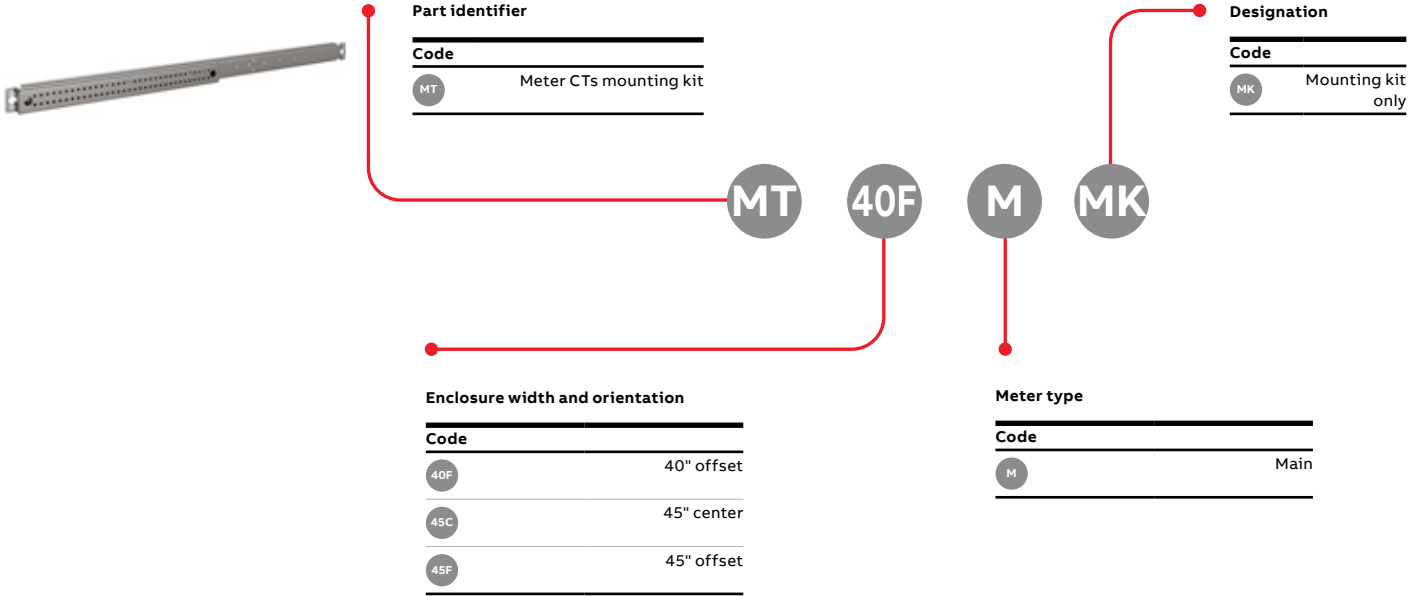 Part identifier
Code
MT Meter CTs mounting kit
Designation
Code
MK Mounting kit
only
MT 40F M MK
Enclosure width and orientation
Code
40F 40" offset
45C 45" center
45F 45" offset
Meter type
Code
M Main